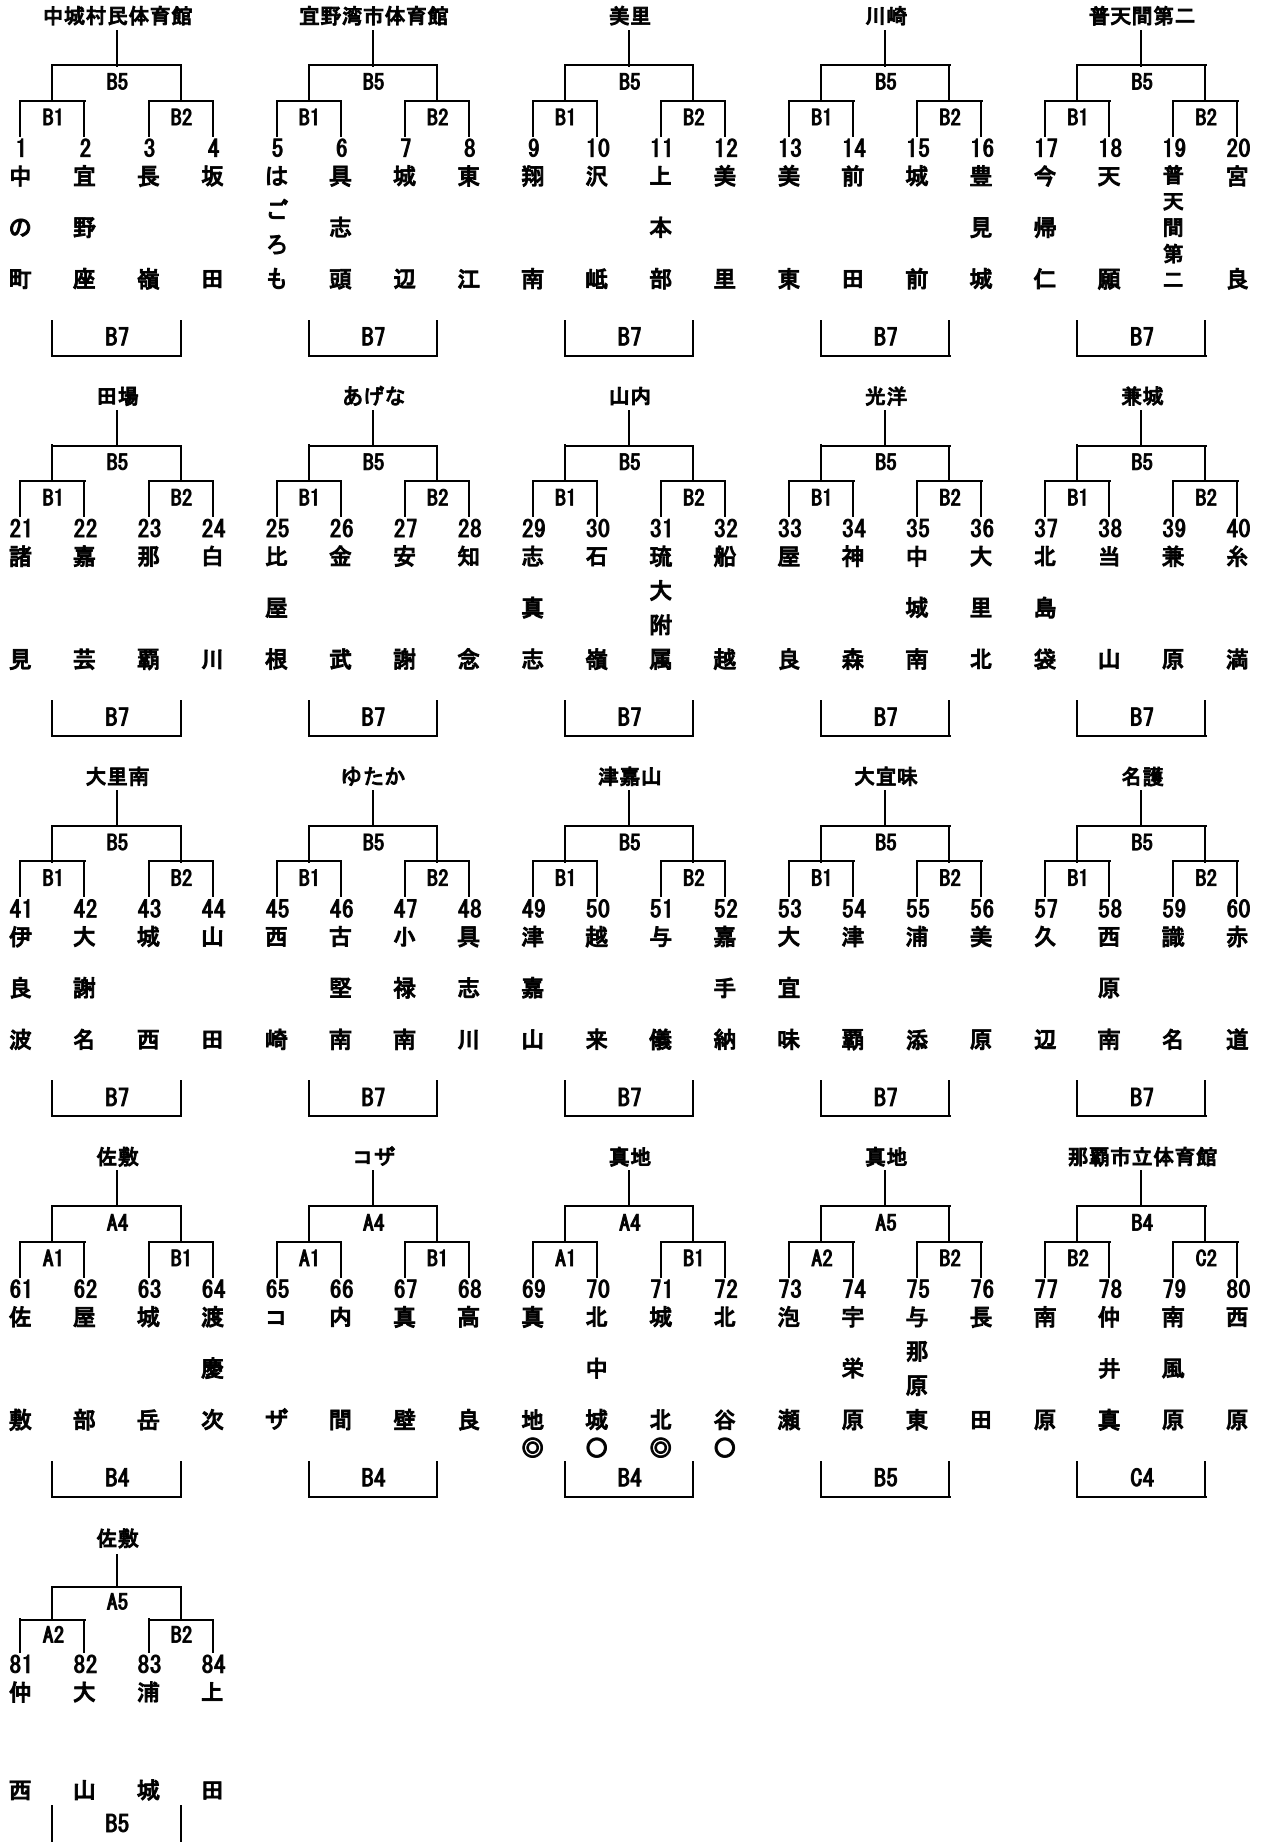 中城村民体育館 宜野湾市体育館 美里 川崎 普天間第二
B5 B5 B5 B5 B5
B1 B2 B1 B2 B1 B2 B1 B2 B1 B2
1 2 3 4 5 6 7 8 9 10 11 12 13 14 15 16 17 18 19 20
中の町 宜野座 長嶺 坂田 はごろも 具志頭 城辺 東江 翔南 沢岻 上本部 美里 美東 前田 城前 豊見城 今帰仁 天願 普天間第二 宮良
B7 B7 B7 B7 B7
田場 あげな 山内 光洋 兼城
B5 B5 B5 B5 B5
B1 B2 B1 B2 B1 B2 B1 B2 B1 B2
21 22 23 24 25 26 27 28 29 30 31 32 33 34 35 36 37 38 39 40
諸見 嘉芸 那覇 白川 比屋根 金武 安謝 知念 志真志 石嶺 琉大附属 船越 屋良 神森 中城南 大里北 北島袋 当山 兼原 糸満
B7 B7 B7 B7 B7
大里南 ゆたか 津嘉山 大宜味 名護
B5 B5 B5 B5 B5
B1 B2 B1 B2 B1 B2 B1 B2 B1 B2
41 42 43 44 45 46 47 48 49 50 51 52 53 54 55 56 57 58 59 60
伊良波 大謝名 城西 山田 西崎 古堅南 小禄南 具志川 津嘉山 越来 与儀 嘉手納 大宜味 津覇 浦添 美原 久辺 西原南 識名 赤道
B7 B7 B7 B7 B7
佐敷 コザ 真地 真地 那覇市立体育館
A4 A4 A4 A5 B4
A1 B1 A1 B1 A1 B1 A2 B2 B2 C2
61 62 63 64 65 66 67 68 69 70 71 72 73 74 75 76 77 78 79 80
佐敷 屋部 城岳 渡慶次 コザ 内間 真壁 高良 真地 北中城 城北 北谷 泡瀬 宇栄原 与那原東 長田 南原 仲井真 南風原 西原
◎ ○ ◎ ○
B4 B4 B4 B5 C4
佐敷
A5
A2 B2
81 82 83 84
仲西 大山 浦城 上田
B5